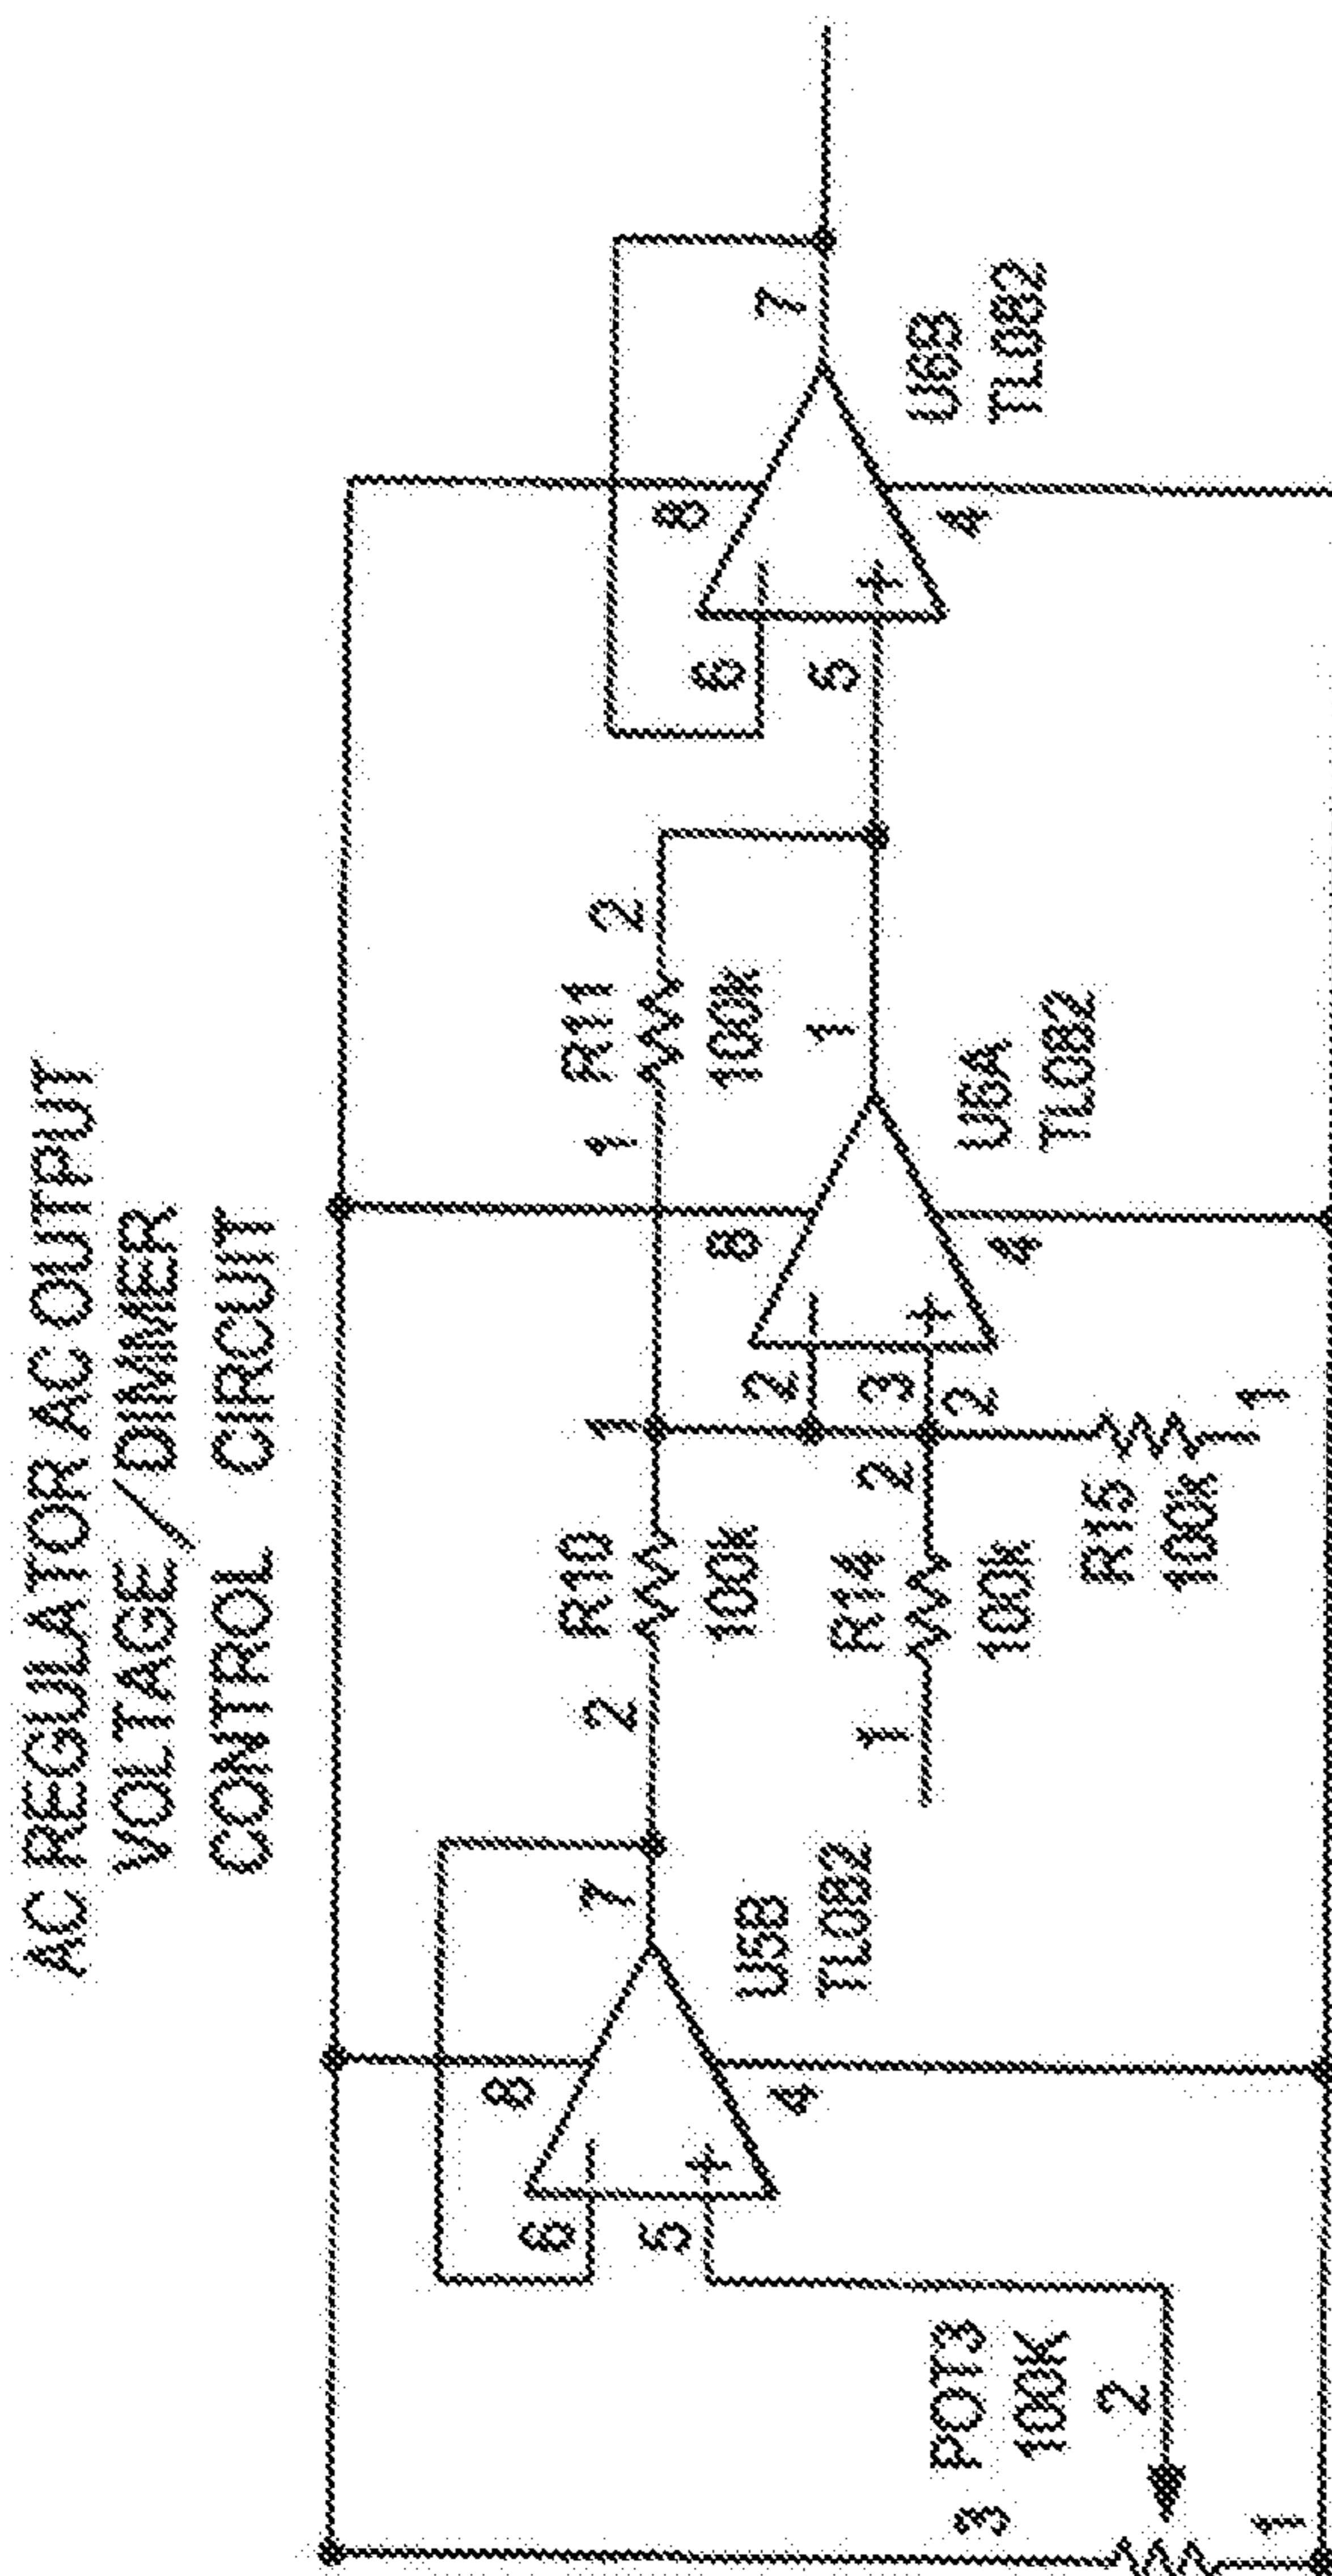 AC REGULATOR AC OUTPUT
VOLTAGE/DIMMER
CONTROL CIRCUIT
3
POT3
100K
2
1
6
5
-
+
8
4
7
U5B
TL082
2
R10
100k
1
1
R14
100k
2
2
R15
100k
1
2
3
-
+
8
4
1
U6A
TL082
1
R11
100k
2
6
5
-
+
8
4
7
U6B
TL082